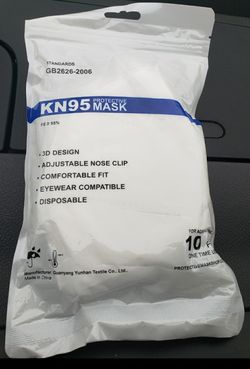 STANDARDS
GB2626-2006
KN95 PROTECTIVE MASK
FE ≥ 95%
• 3D DESIGN
• ADJUSTABLE NOSE CLIP
• COMFORTABLE FIT
• EYEWEAR COMPATIBLE
• DISPOSABLE
FOR
10
ONE TIME
Manufacturer: Guanyang Yunhan Textile Co., Ltd.
Made In China